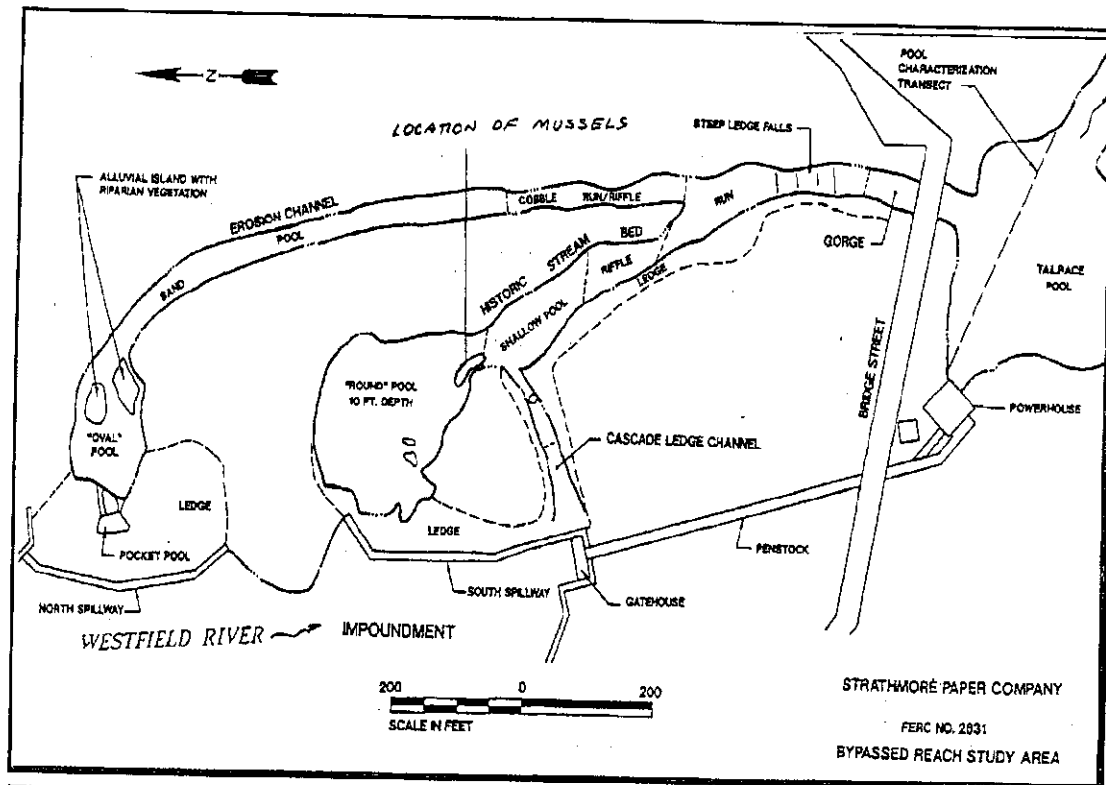 N
POOL
CHARACTERIZATION
TRANSECT
LOCATION OF MUSSELS
STEEP LEDGE FALLS
ALLUVIAL ISLAND WITH
RIPARIAN VEGETATION
EROSION CHANNEL
COBBLE RUN/RIFFLE
RUN
POOL
SAND
GORGE
HISTORIC STREAM BED
RIFFLE
LEDGE
SHALLOW POOL
TAILRACE
POOL
BRIDGE STREET
"ROUND" POOL
10 FT. DEPTH
POWERHOUSE
"OVAL"
POOL
CASCADE LEDGE CHANNEL
LEDGE
LEDGE
POCKET POOL
PENSTOCK
SOUTH SPILLWAY
GATEHOUSE
NORTH SPILLWAY
WESTFIELD RIVER IMPOUNDMENT
200 0 200
SCALE IN FEET
STRATHMORE PAPER COMPANY
FERC NO. 2631
BYPASSED REACH STUDY AREA